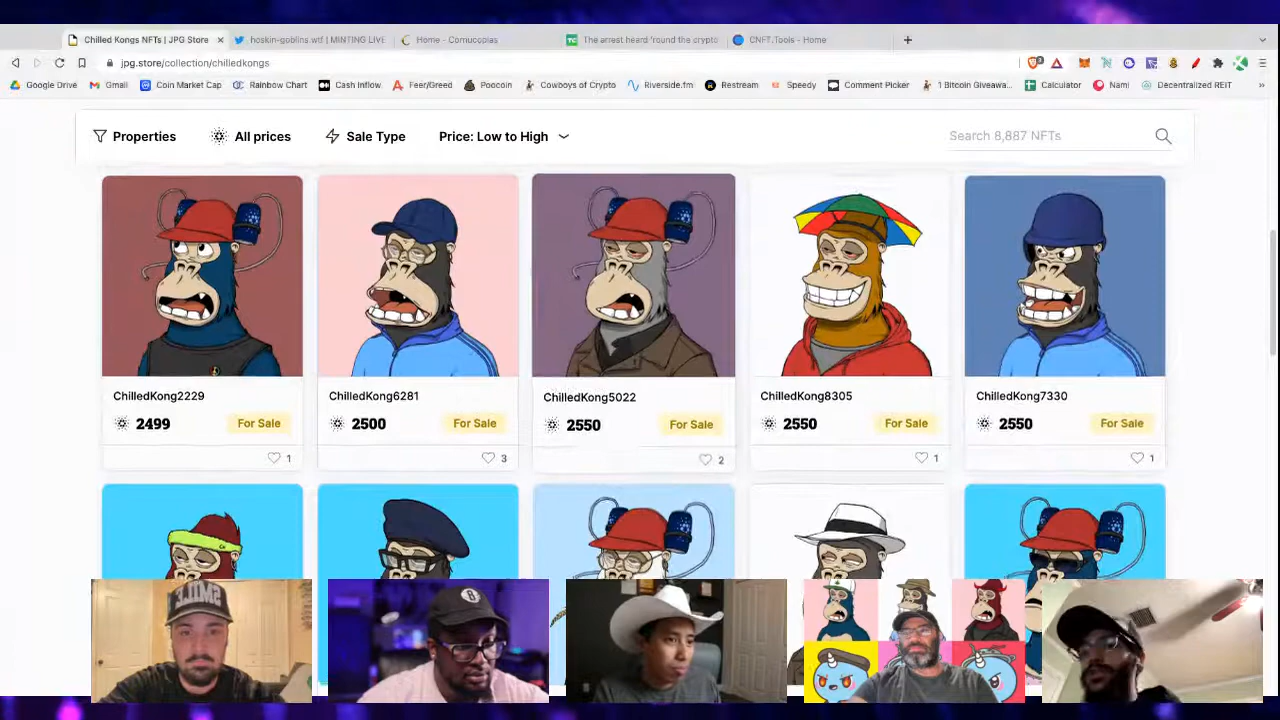 Chilled Kongs NFTs | JPG Store
hoskin-goblins.wtf | MINTING LIVE
Home - Cornucopias
The arrest heard 'round the crypto
CNFT.Tools - Home
jpg.store/collection/chilledkongs
Google Drive
Gmail
Coin Market Cap
Rainbow Chart
Cash Inflow
Feer/Greed
Poocoin
Cowboys of Crypto
Riverside.fm
Restream
Speedy
Comment Picker
1 Bitcoin Giveawa...
Calculator
Nami
Decentralized REIT
Properties
All prices
Sale Type
Price: Low to High
Search 8,887 NFTs
ChilledKong2229
2499 For Sale
1
ChilledKong6281
2500 For Sale
3
ChilledKong5022
2550 For Sale
2
ChilledKong8305
2550 For Sale
1
ChilledKong7330
2550 For Sale
1
SMILE